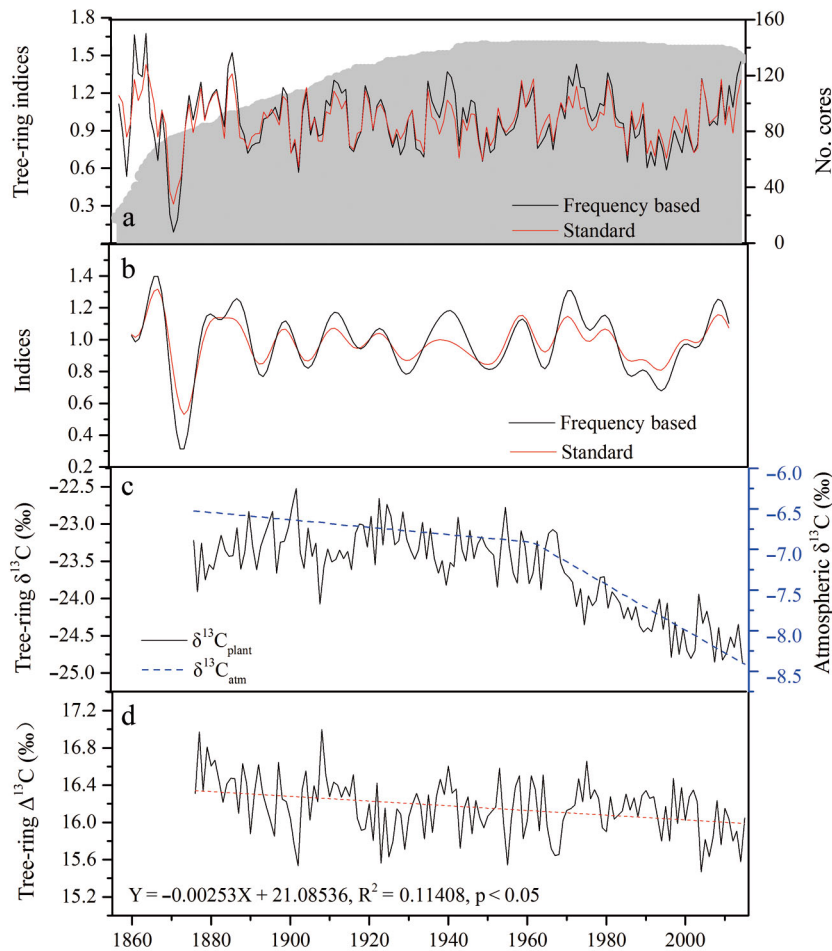 Tree-ring indices
1.8
1.5
1.2
0.9
0.6
0.3
a
160
120
80
40
0
No. cores
Frequency based
Standard
Indices
1.4
1.2
1.0
0.8
0.6
0.4
0.2
b
Frequency based
Standard
Tree-ring δ¹³C (‰)
−22.5
−23.0
−23.5
−24.0
−24.5
−25.0
c
−6.0
−6.5
−7.0
−7.5
−8.0
−8.5
Atmospheric δ¹³C (‰)
δ¹³Cplant
δ¹³Catm
Tree-ring Δ¹³C (‰)
17.2
16.8
16.4
16.0
15.6
15.2
d
Y = −0.00253X + 21.08536, R² = 0.11408, p < 0.05
1860 1880 1900 1920 1940 1960 1980 2000